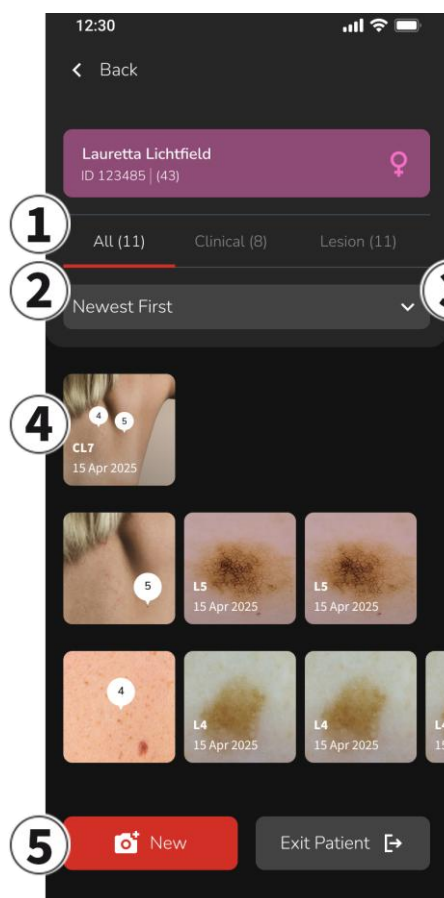 12:30
Back
Lauretta Lichtfield
ID 123485 | (43)
1
All (11) Clinical (8) Lesion (11)
2
Newest First
4
4 5
CL7
15 Apr 2025
5
L5
15 Apr 2025
L5
15 Apr 2025
4
L4
15 Apr 2025
L4
15 Apr 2025
5
New
Exit Patient